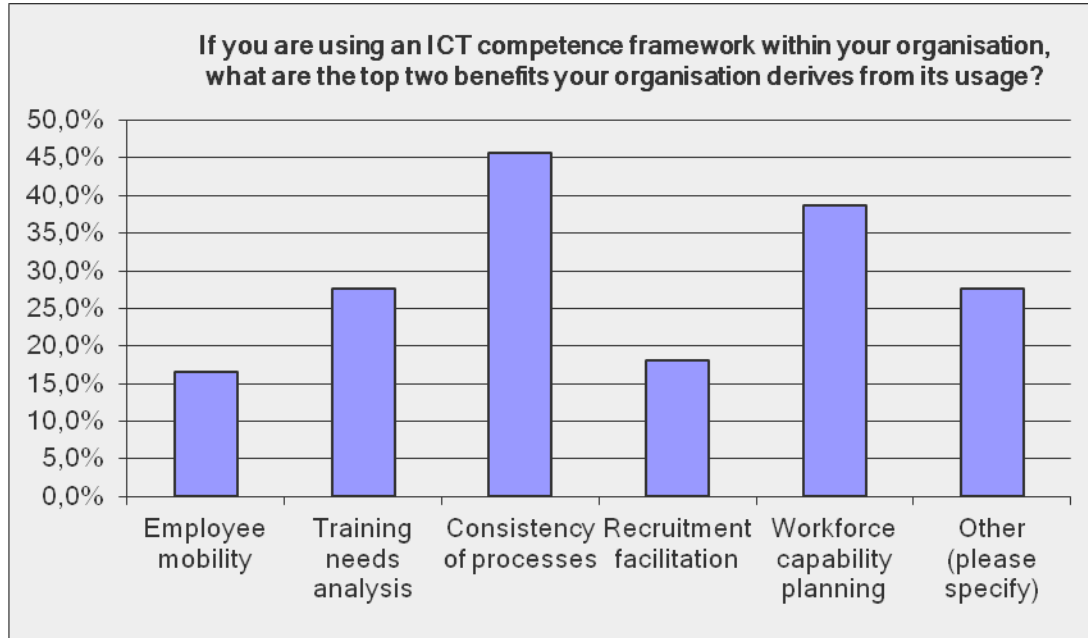 If you are using an ICT competence framework within your organisation,
what are the top two benefits your organisation derives from its usage?
50,0%
45,0%
40,0%
35,0%
30,0%
25,0%
20,0%
15,0%
10,0%
5,0%
0,0%
Employee
mobility
Training
needs
analysis
Consistency
of processes
Recruitment
facilitation
Workforce
capability
planning
Other
(please
specify)